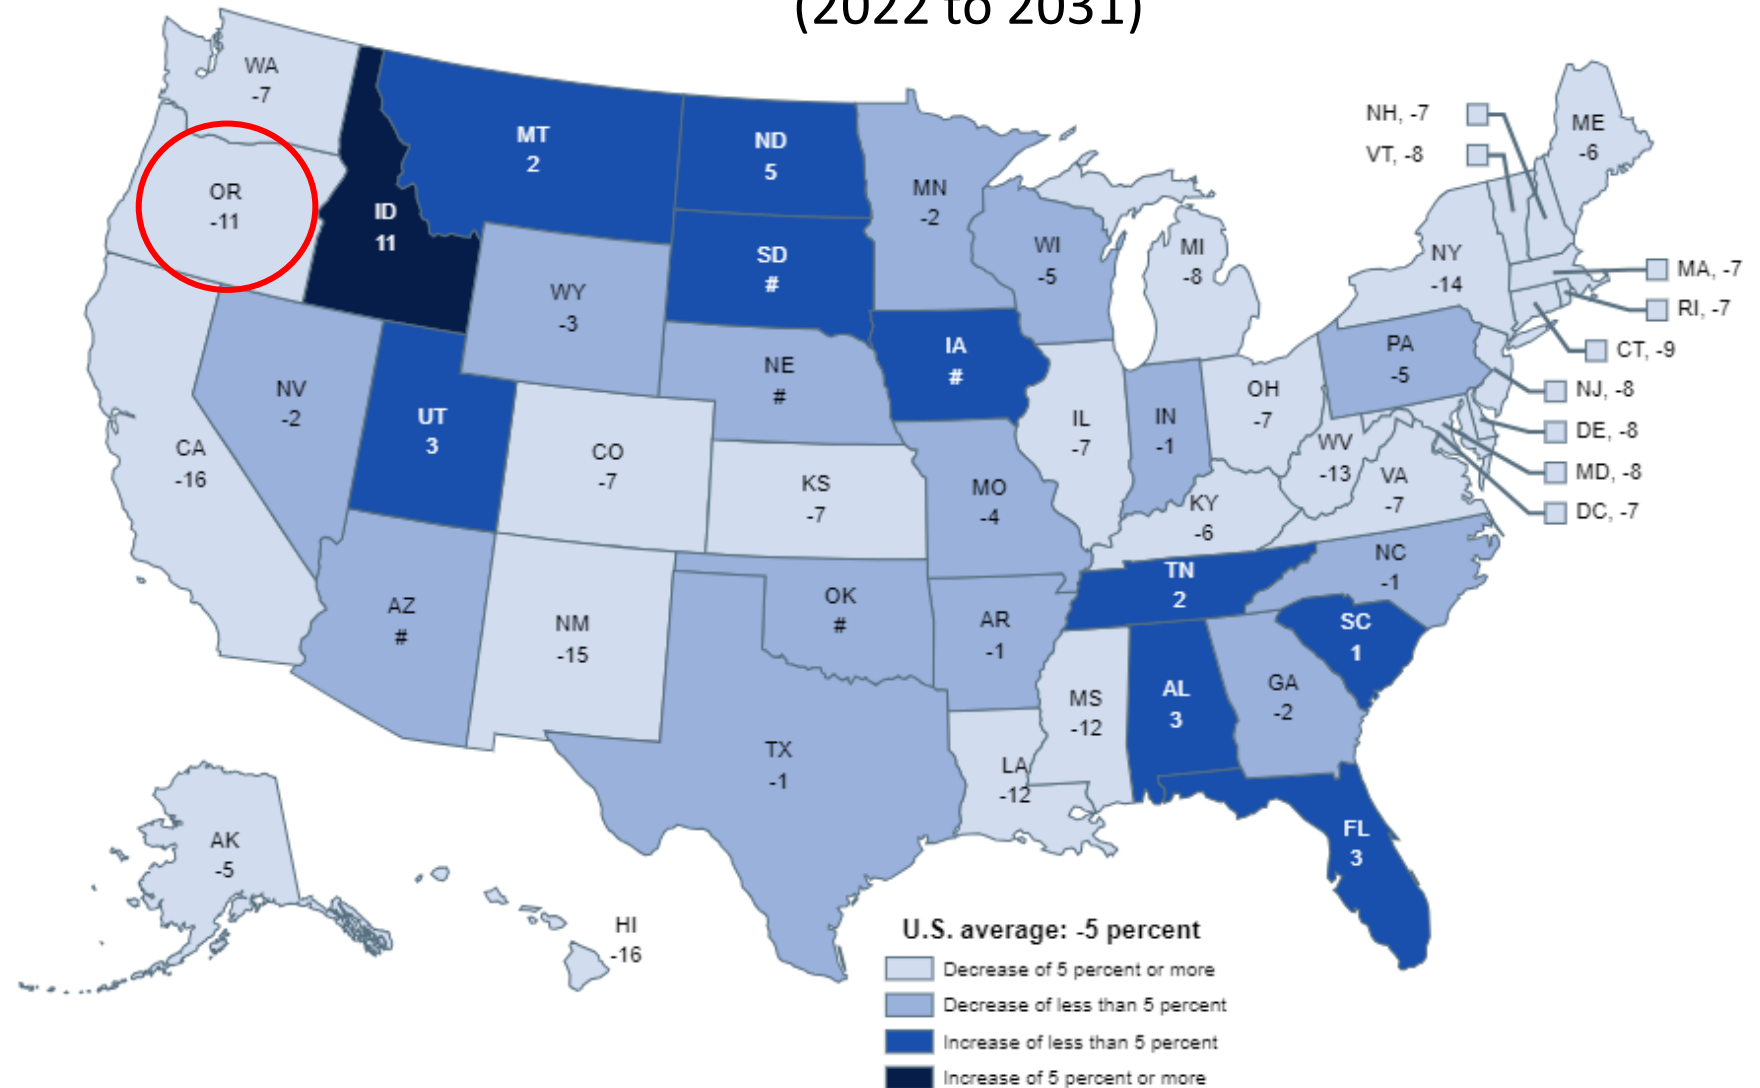 (2022 to 2031)
WA
-7
OR
-11
ID
11
MT
2
ND
5
SD
#
MN
-2
WI
-5
MI
-8
NH, -7
VT, -8
ME
-6
NY
-14
MA, -7
RI, -7
CT, -9
NJ, -8
DE, -8
MD, -8
DC, -7
WY
-3
NE
#
IA
#
PA
-5
OH
-7
IN
-1
IL
-7
WV
-13
VA
-7
NV
-2
UT
3
CO
-7
CA
-16
KS
-7
MO
-4
KY
-6
NC
-1
TN
2
SC
1
AZ
#
NM
-15
OK
#
AR
-1
MS
-12
AL
3
GA
-2
TX
-1
LA
-12
FL
3
AK
-5
HI
-16
U.S. average: -5 percent
Decrease of 5 percent or more
Decrease of less than 5 percent
Increase of less than 5 percent
Increase of 5 percent or more